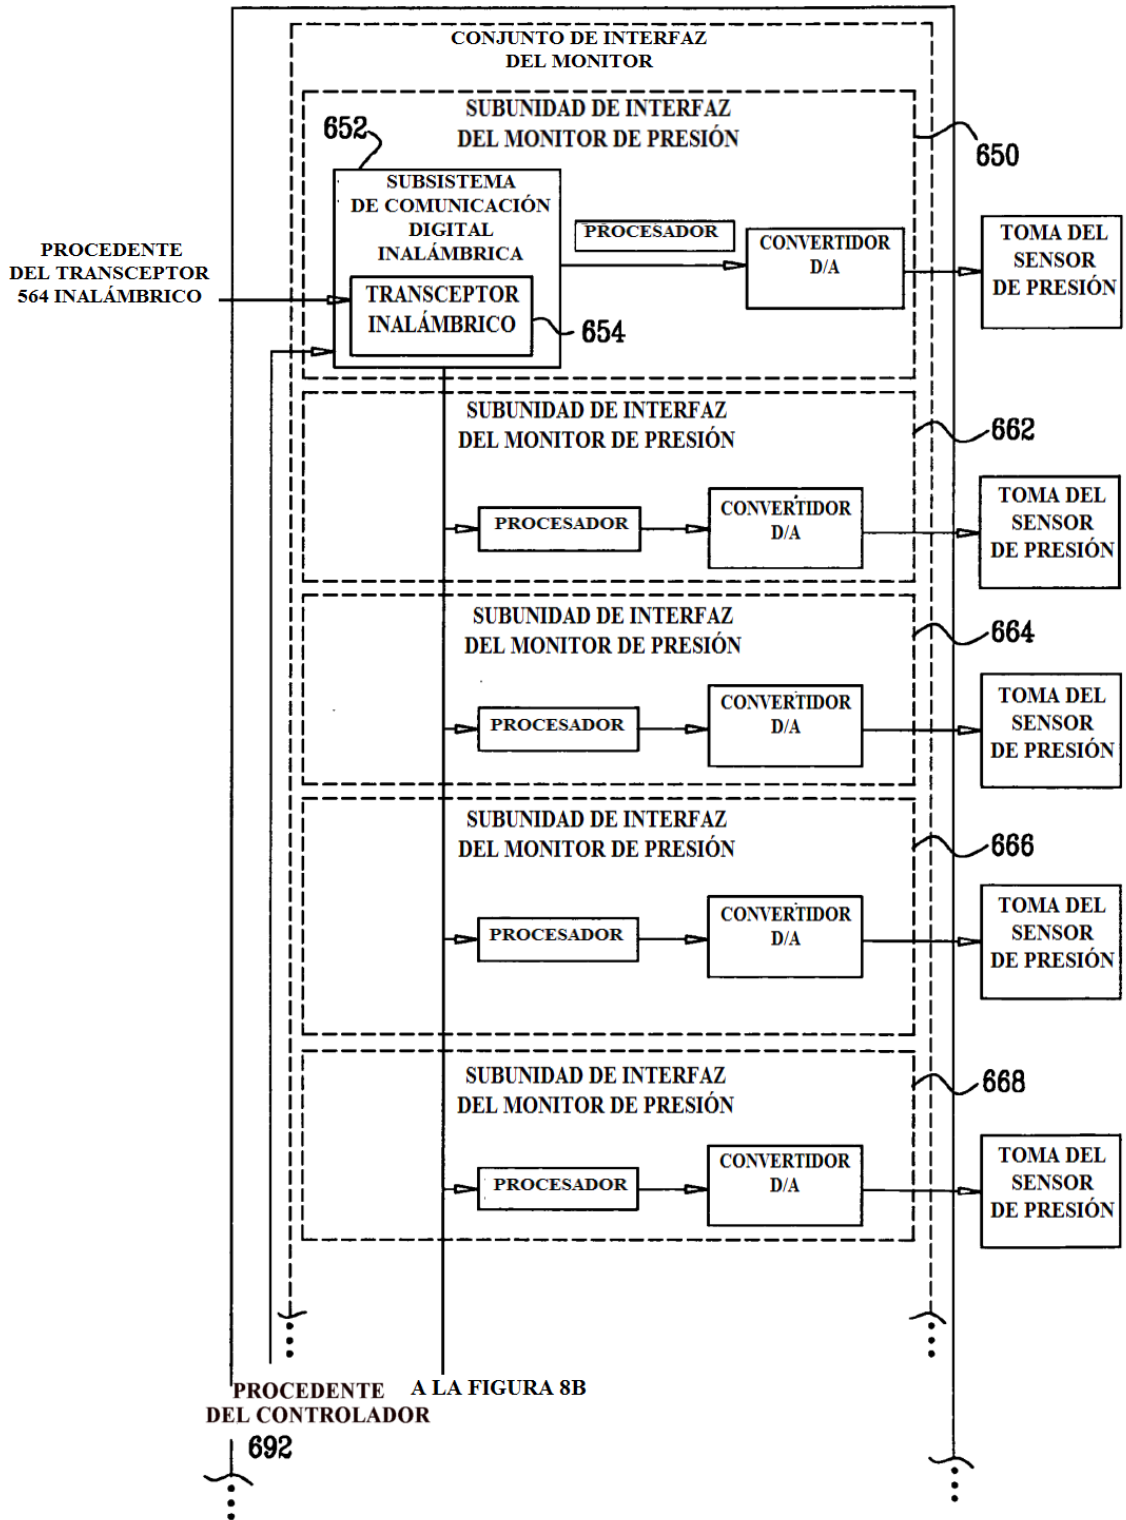 CONJUNTO DE INTERFAZ
DEL MONITOR
SUBUNIDAD DE INTERFAZ
DEL MONITOR DE PRESIÓN
652
650
SUBSISTEMA
DE COMUNICACIÓN
DIGITAL
INALÁMBRICA
PROCESADOR
CONVERTIDOR
D/A
TOMA DEL
SENSOR
DE PRESIÓN
PROCEDENTE
DEL TRANSCEPTOR
564 INALÁMBRICO
TRANSCEPTOR
INALÁMBRICO
654
SUBUNIDAD DE INTERFAZ
DEL MONITOR DE PRESIÓN
662
PROCESADOR
CONVERTIDOR
D/A
TOMA DEL
SENSOR
DE PRESIÓN
SUBUNIDAD DE INTERFAZ
DEL MONITOR DE PRESIÓN
664
PROCESADOR
CONVERTIDOR
D/A
TOMA DEL
SENSOR
DE PRESIÓN
SUBUNIDAD DE INTERFAZ
DEL MONITOR DE PRESIÓN
666
PROCESADOR
CONVERTIDOR
D/A
TOMA DEL
SENSOR
DE PRESIÓN
SUBUNIDAD DE INTERFAZ
DEL MONITOR DE PRESIÓN
668
PROCESADOR
CONVERTIDOR
D/A
TOMA DEL
SENSOR
DE PRESIÓN
PROCEDENTE
DEL CONTROLADOR
692
A LA FIGURA 8B